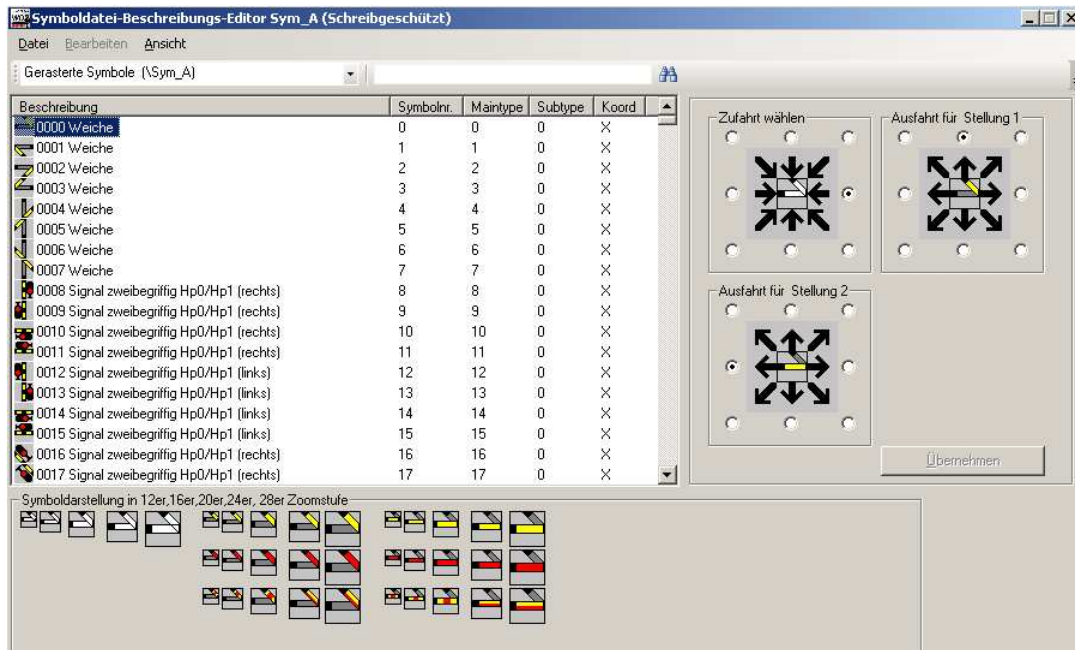 Symboldatei-Beschreibungs-Editor Sym_A (Schreibgeschützt)
Datei Bearbeiten Ansicht
Gerasterte Symbole (\Sym_A)
Beschreibung Symbolnr. Maintype Subtype Koord
0000 Weiche 0 0 0 X
0001 Weiche 1 1 0 X
0002 Weiche 2 2 0 X
0003 Weiche 3 3 0 X
0004 Weiche 4 4 0 X
0005 Weiche 5 5 0 X
0006 Weiche 6 6 0 X
0007 Weiche 7 7 0 X
0008 Signal zweibegriffig Hp0/Hp1 (rechts) 8 8 0 X
0009 Signal zweibegriffig Hp0/Hp1 (rechts) 9 9 0 X
0010 Signal zweibegriffig Hp0/Hp1 (rechts) 10 10 0 X
0011 Signal zweibegriffig Hp0/Hp1 (rechts) 11 11 0 X
0012 Signal zweibegriffig Hp0/Hp1 (links) 12 12 0 X
0013 Signal zweibegriffig Hp0/Hp1 (links) 13 13 0 X
0014 Signal zweibegriffig Hp0/Hp1 (links) 14 14 0 X
0015 Signal zweibegriffig Hp0/Hp1 (links) 15 15 0 X
0016 Signal zweibegriffig Hp0/Hp1 (rechts) 16 16 0 X
0017 Signal zweibegriffig Hp0/Hp1 (rechts) 17 17 0 X
Zufahrt wählen
Ausfahrt für Stellung 1
Ausfahrt für Stellung 2
Übernehmen
Symboldarstellung in 12er,16er,20er,24er, 28er Zoomstufe